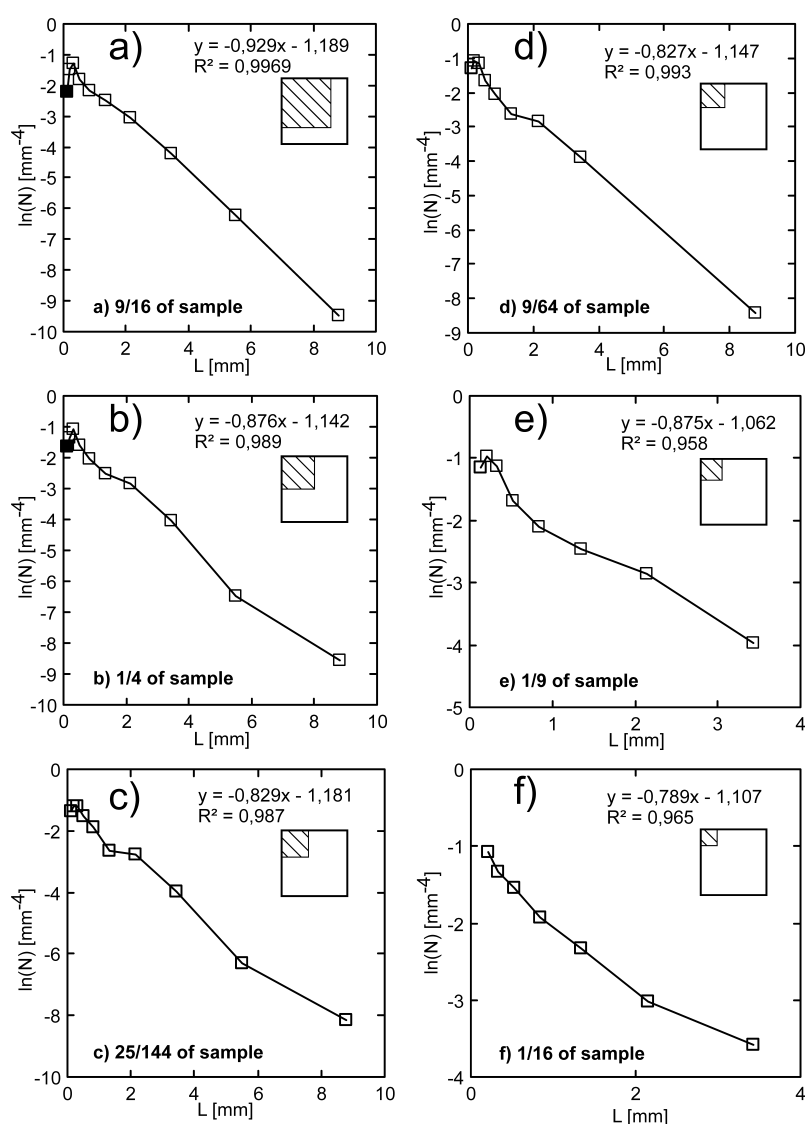 a)
y = -0,929x - 1,189
R² = 0,9969
0
-1
-2
-3
-4
-5
-6
-7
-8
-9
-10
ln(N) [mm-4]
a) 9/16 of sample
0 2 4 6 8 10
L [mm]
d)
y = -0,827x - 1,147
R² = 0,993
0
-1
-2
-3
-4
-5
-6
-7
-8
-9
ln(N) [mm-4]
d) 9/64 of sample
0 2 4 6 8 10
L [mm]
b)
y = -0,876x - 1,142
R² = 0,989
0
-1
-2
-3
-4
-5
-6
-7
-8
-9
-10
ln(N) [mm-4]
b) 1/4 of sample
0 2 4 6 8 10
L [mm]
e)
y = -0,875x - 1,062
R² = 0,958
0
-1
-2
-3
-4
-5
ln(N) [mm-4]
e) 1/9 of sample
0 1 2 3 4
L [mm]
c)
y = -0,829x - 1,181
R² = 0,987
0
-2
-4
-6
-8
-10
ln(N) [mm-4]
c) 25/144 of sample
0 2 4 6 8 10
L [mm]
f)
y = -0,789x - 1,107
R² = 0,965
0
-1
-2
-3
-4
ln(N) [mm-4]
f) 1/16 of sample
0 2 4
L [mm]